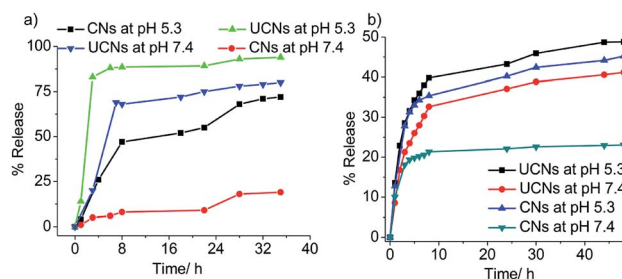 a)
CNs at pH 5.3 UCNs at pH 5.3
UCNs at pH 7.4 CNs at pH 7.4
100
75
50
25
0
% Release
0 8 16 24 32 40
Time/ h
b)
50
40
30
20
10
0
% Release
UCNs at pH 5.3
UCNs at pH 7.4
CNs at pH 5.3
CNs at pH 7.4
0 10 20 30 40
Time/ h